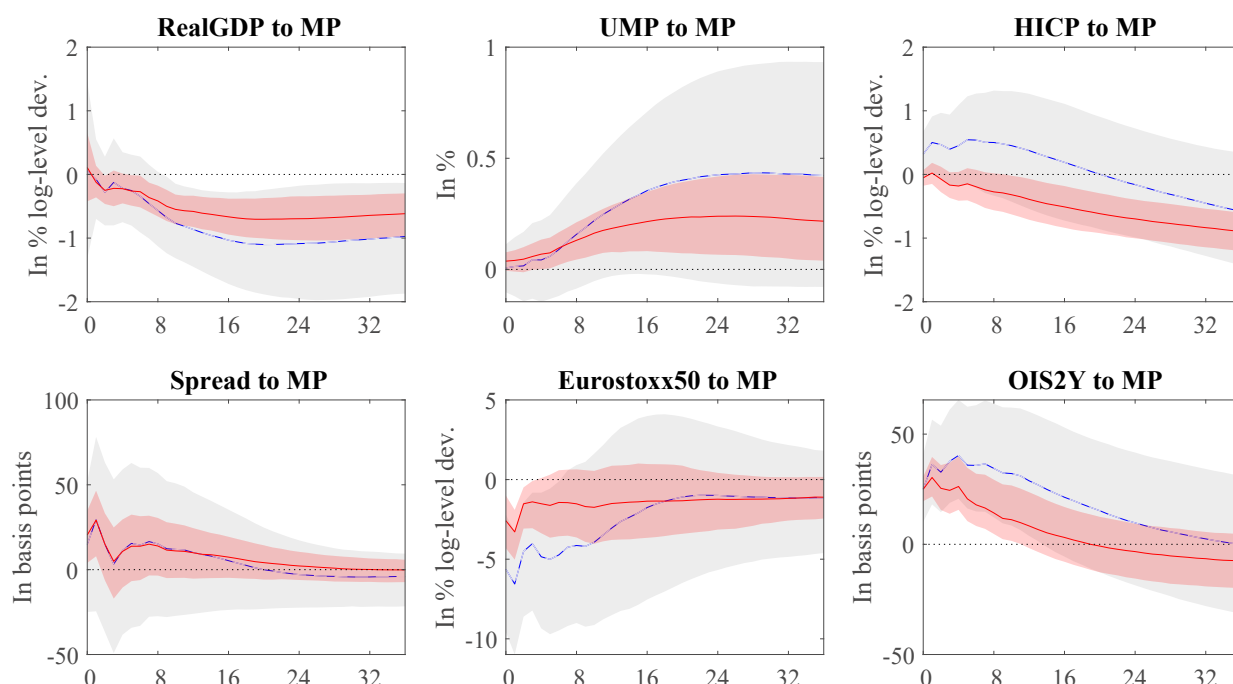 RealGDP to MP
UMP to MP
HICP to MP
In % log-level dev.
2
1
0
-1
-2
0 8 16 24 32
In %
1
0.5
0
0 8 16 24 32
In % log-level dev.
2
1
0
-1
-2
0 8 16 24 32
Spread to MP
Eurostoxx50 to MP
OIS2Y to MP
In basis points
100
50
0
-50
0 8 16 24 32
In % log-level dev.
5
0
-5
-10
0 8 16 24 32
In basis points
50
0
-50
0 8 16 24 32